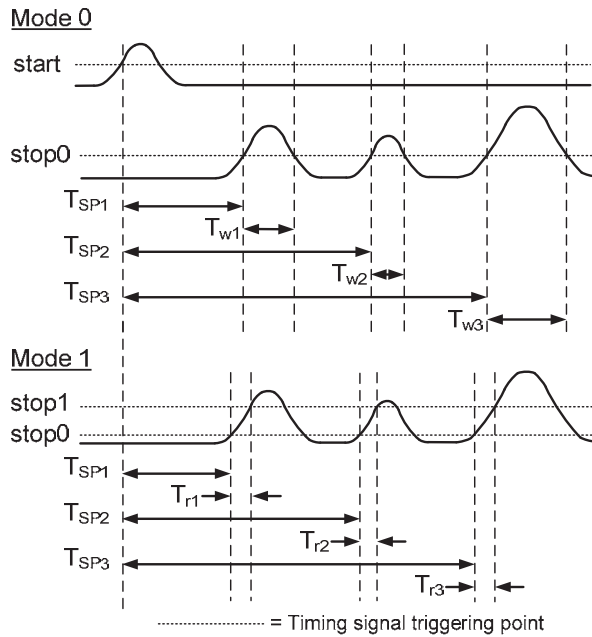 Mode 0
start
stop0
TSP1
Tw1
TSP2
Tw2
TSP3
Tw3
Mode 1
stop1
stop0
TSP1
Tr1
TSP2
Tr2
TSP3
Tr3
= Timing signal triggering point